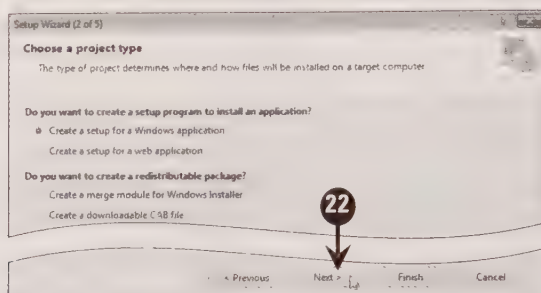 Setup Wizard (2 of 5)
Choose a project type
The type of project determines where and how files will be installed on a target computer
Do you want to create a setup program to install an application?
Create a setup for a Windows application
Create a setup for a web application
Do you want to create a redistributable package?
Create a merge module for Windows Installer
Create a downloadable CAB file
22
< Previous Next > Finish Cancel